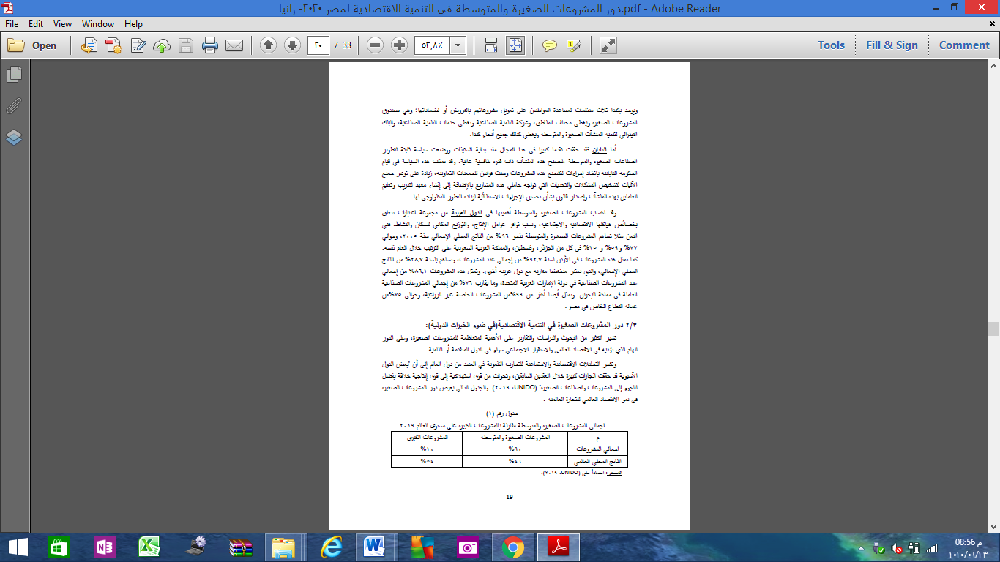 دور المشروعات الصغيرة والمتوسطة في التنمية الاقتصادية لمصر ٢٠٢٠- رانيا.pdf - Adobe Reader
File Edit View Window Help
Open ٢٠ / 33 ٥٣,٨٪ Tools Fill & Sign Comment
ويوجد بكندا ثلاث منظمات لمساعدة المواطنين على تمويل مشروعاتهم بالقروض أو لضماناتها؛ وهي صندوق
المشروعات الصغيرة ويعطي مختلف المناطق، وشركة التنمية الصناعية وتعطي خدمات التنمية الصناعية، والبنك
الفيدرالي لتنمية المنشآت الصغيرة والمتوسطة ويعطي كذلك جميع أنحاء كندا.
أما اليابان فقد حققت تقدما كبيرا في هدا المجال مند بداية الستينات ووضعت سياسة ثابتة لتطوير
الصناعات الصغيرة والمتوسطة ،لتصبح هده المنشآت ذات قدرة تنافسية عالية. وقد تمثلت هده السياسة في قيام
الحكومة اليابانية باتخاذ إجراءات لتشجيع هده المشروعات وسنت قوانين للجمعيات التعاونية، زيادة على توفير جميع
الآليات لتشخيص المشكلات والتحديات التي تواجه حاملي هده المشاريع بالإضافة إلى إنشاء معهد لتدريب وتعليم
العاملين بهده المنشآت وإصدار قانون بشأن تحسين الإجراءات الاستثنائية لزيادة التطور التكنولوجي لها
وقد اكتسب المشروعات الصغيرة والمتوسطة أهميتها في الدول العربية من مجموعة اعتبارات تتعلق
بخصائص هياكلها الاقتصادية والاجتماعية، ونسب توافر عوامل الإنتاج، والتوزيع المكاني للسكان والنشاط. ففي
اليمن مثلا تساهم المشروعات الصغيرة والمتوسطة بنحو ٩٦% من الناتج المحلي الإجمالي سنة ٢٠٠٥، وحوالي
٧٧% و٥٩% و ٢٥% في كل من الجزائر، وفلسطين، والمملكة العربية السعودية على الترتيب خلال العام نفسه.
كما تمثل هده المشروعات في الأردن نسبة ٩٢.٧% من إجمالي عدد المشروعات، وتساهم بنسبة ٢٨.٧% من الناتج
المحلي الإجمالي، والدي يعتبر منخفضا مقارنة مع دول عربية أخرى. وتمثل هده المشروعات ٨٦.١% من إجمالي
عدد المشروعات الصناعية في دولة الإمارات العربية المتحدة، وما يقارب ٧٦% من إجمالي المشروعات الصناعية
العاملة في مملكة البحرين. وتمثل أيضا أكثر من ٩٩%من المشروعات الخاصة غير الزراعية، وحوالي ٧٥%من
عمالة القطاع الخاص في مصر.
٢/٣ دور المشروعات الصغيرة في التنمية الاقتصادية(في ضوء الخبرات الدولية):
تشير الكثير من البحوث والدراسات والتقارير على الأهمية المتعاظمة للمشروعات الصغيرة، وعلى الدور
الهام الذي تؤديه في الاقتصاد العالمى والاستقرار الاجتماعي سواء في الدول المتقدمة أو النامية.
وتشير التحليلات الاقتصادية والاجتماعية للتجارب التنموية في العديد من دول العالم إلى أن "بعض الدول
الآسيوية قد حققت انجازات كبيرة خلال العقدين السابقين، وتحولت من قوى استهلاكية إلى قوى إنتاجية خلاقة بفضل
اللجوء إلى المشروعات والصناعات الصغيرة" (UNIDO، ٢٠١٩). والجدول التالي يعرض دور المشروعات الصغيرة
فى نمو الاقتصاد العالمي للتجارة العالمية .
جدول رقم (١)
اجمالي المشروعات الصغيرة والمتوسطة مقارنة بالمشروعات الكبيرة على مستوى العالم ٢٠١٩
م المشروعات الصغيرة والمتوسطة المشروعات الكبرى
اجمالي المشروعات ٩٠% ١٠%
الناتج المحلي العالمي ٤٦% ٥٤%
المصدر: اعتماداً على (UNIDO، ٢٠١٩).
19
08:56 م
٢٠٢٠/٠٦/٢٣